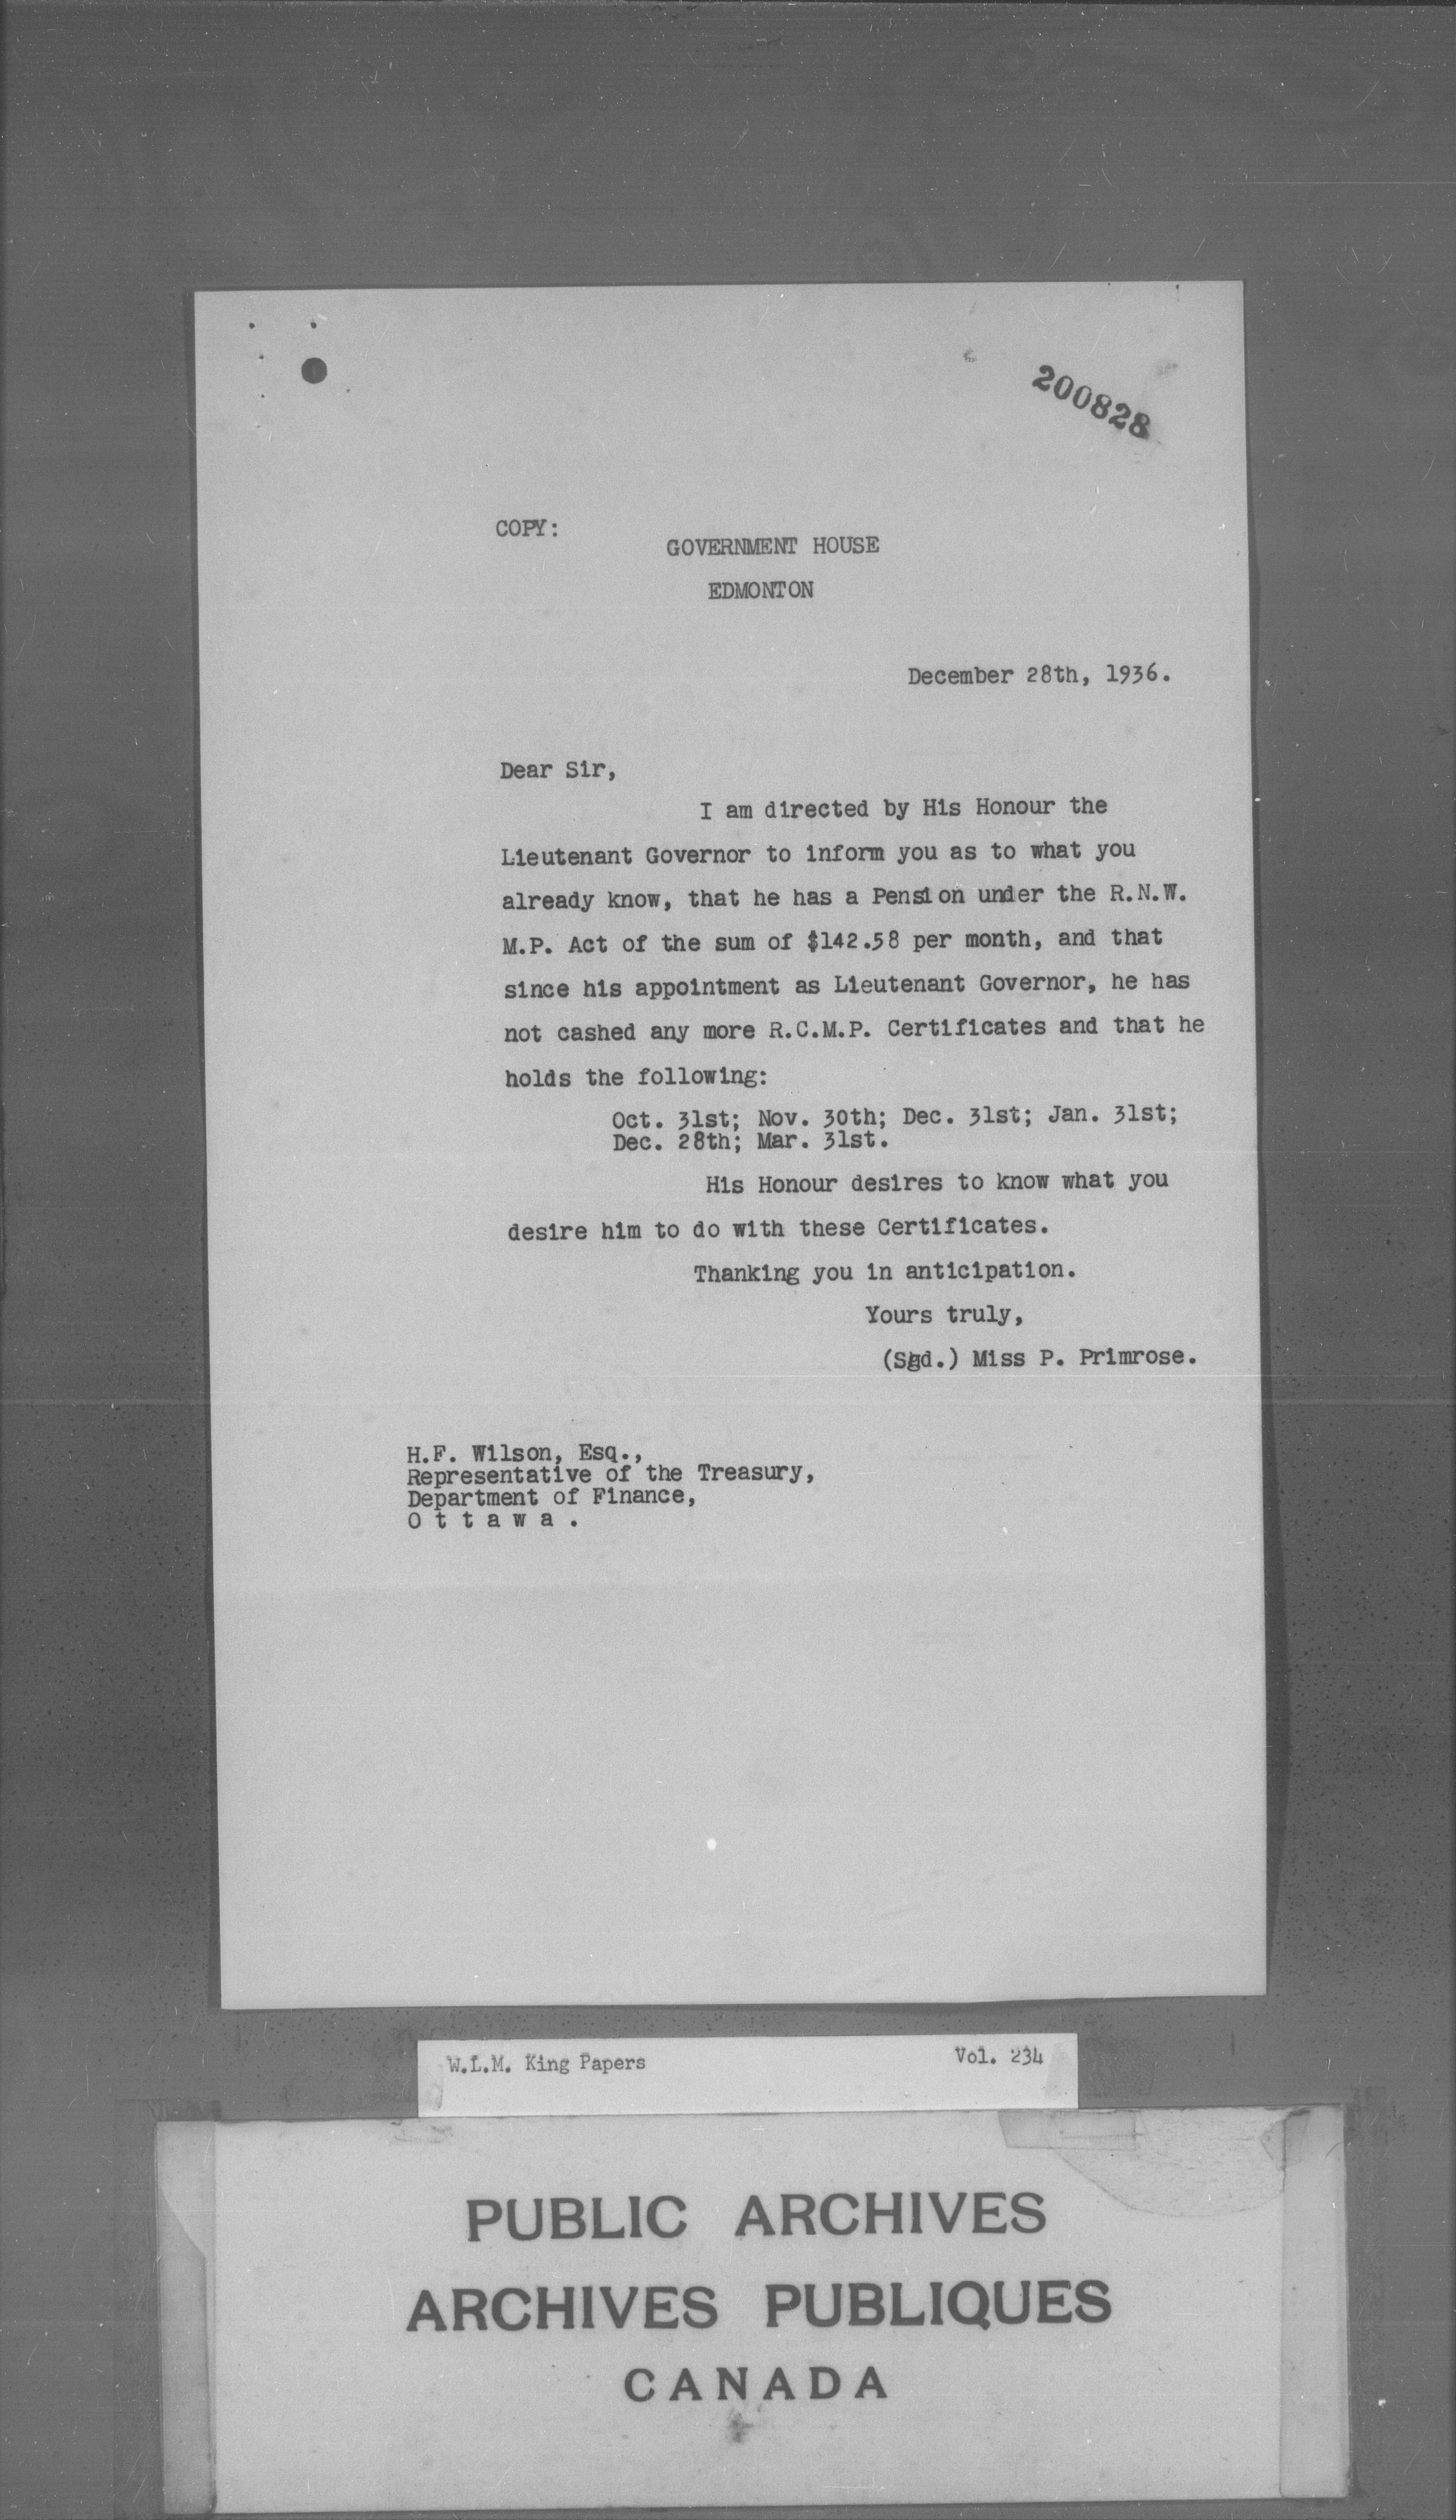 200828
COPY:
GOVERNMENT HOUSE
EDMONTON
December 28th, 1936.
Dear Sir,
I am directed by His Honour the
Lieutenant Governor to inform you as to what you
already know, that he has a Pension under the R.N.W.
M.P. Act of the sum of $142.58 per month, and that
since his appointment as Lieutenant Governor, he has
not cashed any more R.C.M.P. Certificates and that he
holds the following:
Oct. 31st; Nov. 30th; Dec. 31st; Jan. 31st;
Dec. 28th; Mar. 31st.
His Honour desires to know what you
desire him to do with these Certificates.
Thanking you in anticipation.
Yours truly,
(Sgd.) Miss P. Primrose.
H.F. Wilson, Esq.,
Representative of the Treasury,
Department of Finance,
O t t a w a .
W.L.M. King Papers Vol. 234
PUBLIC ARCHIVES
ARCHIVES PUBLIQUES
CANADA